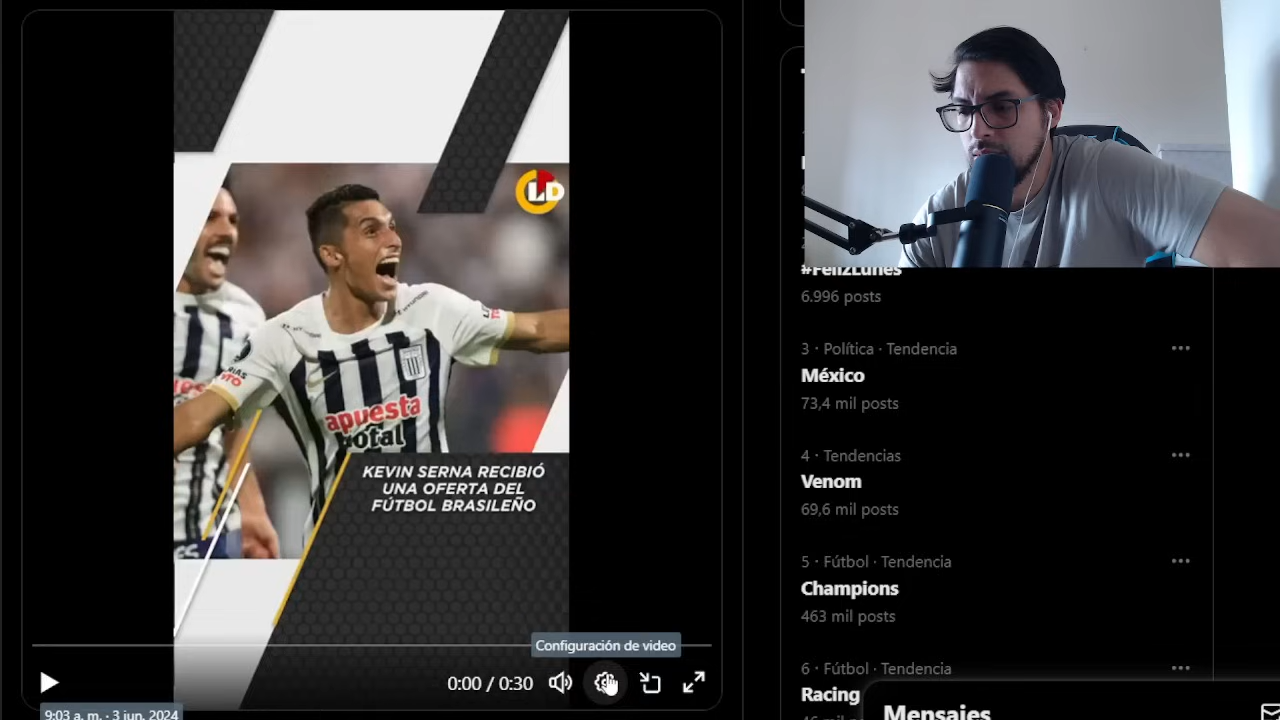 LD
apuesta
total
KEVIN SERNA RECIBIÓ
UNA OFERTA DEL
FÚTBOL BRASILEÑO
Configuración de video
0:00 / 0:30
9:03 a. m. · 3 jun. 2024
#FelizLunes
6.996 posts
3 · Política · Tendencia
México
73,4 mil posts
4 · Tendencias
Venom
69,6 mil posts
5 · Fútbol · Tendencia
Champions
463 mil posts
6 · Fútbol · Tendencia
Racing
Mensajes